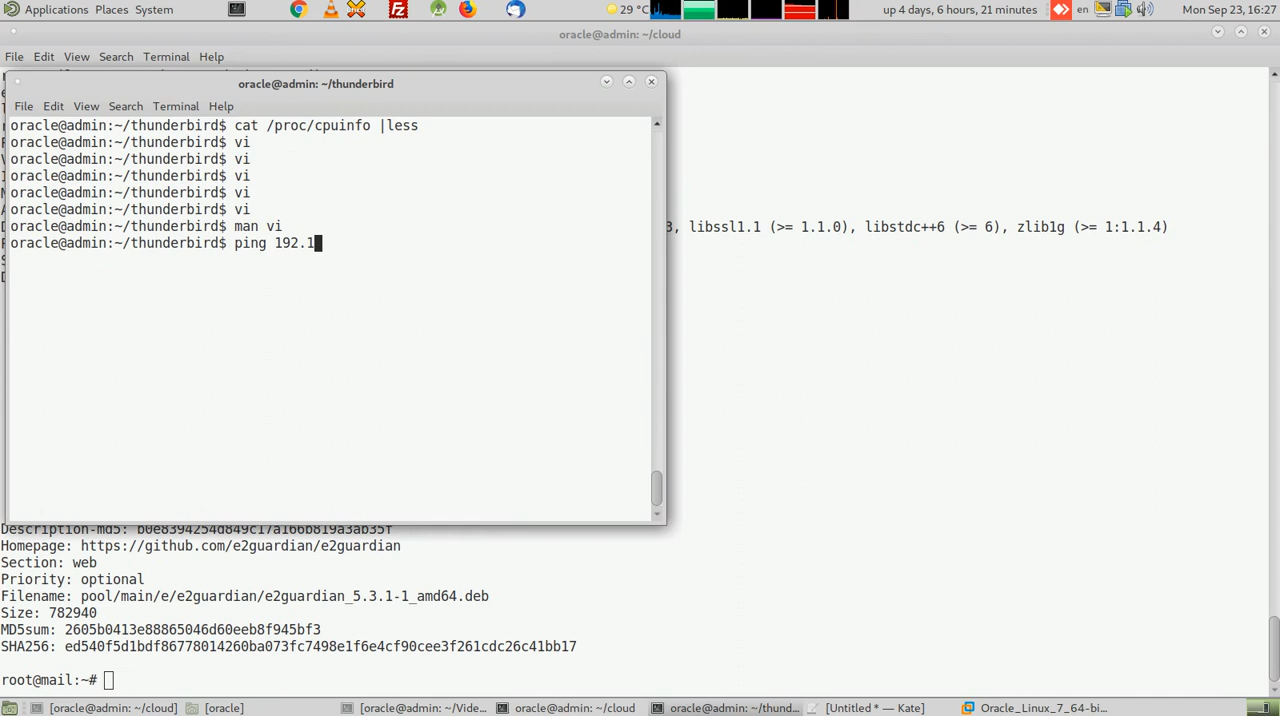 Applications Places System 29 °C up 4 days, 6 hours, 21 minutes en Mon Sep 23, 16:27
oracle@admin: ~/cloud
File Edit View Search Terminal Help
oracle@admin: ~/thunderbird
File Edit View Search Terminal Help
oracle@admin:~/thunderbird$ cat /proc/cpuinfo |less
oracle@admin:~/thunderbird$ vi
oracle@admin:~/thunderbird$ vi
oracle@admin:~/thunderbird$ vi
oracle@admin:~/thunderbird$ vi
oracle@admin:~/thunderbird$ vi
oracle@admin:~/thunderbird$ man vi
oracle@admin:~/thunderbird$ ping 192.1
, libssl1.1 (>= 1.1.0), libstdc++6 (>= 6), zlib1g (>= 1:1.1.4)
Description-md5: b0e8394254d849c17a166b819a3ab35f
Homepage: https://github.com/e2guardian/e2guardian
Section: web
Priority: optional
Filename: pool/main/e/e2guardian/e2guardian_5.3.1-1_amd64.deb
Size: 782940
MD5sum: 2605b0413e88865046d60eeb8f945bf3
SHA256: ed540f5d1bdf86778014260ba073fc7498e1f6e4cf90cee3f261cdc26c41bb17
root@mail:~#
[oracle@admin: ~/cloud] [oracle] [oracle@admin: ~/Vide... oracle@admin: ~/cloud oracle@admin: ~/thund... [Untitled * — Kate] Oracle_Linux_7_64-bi...